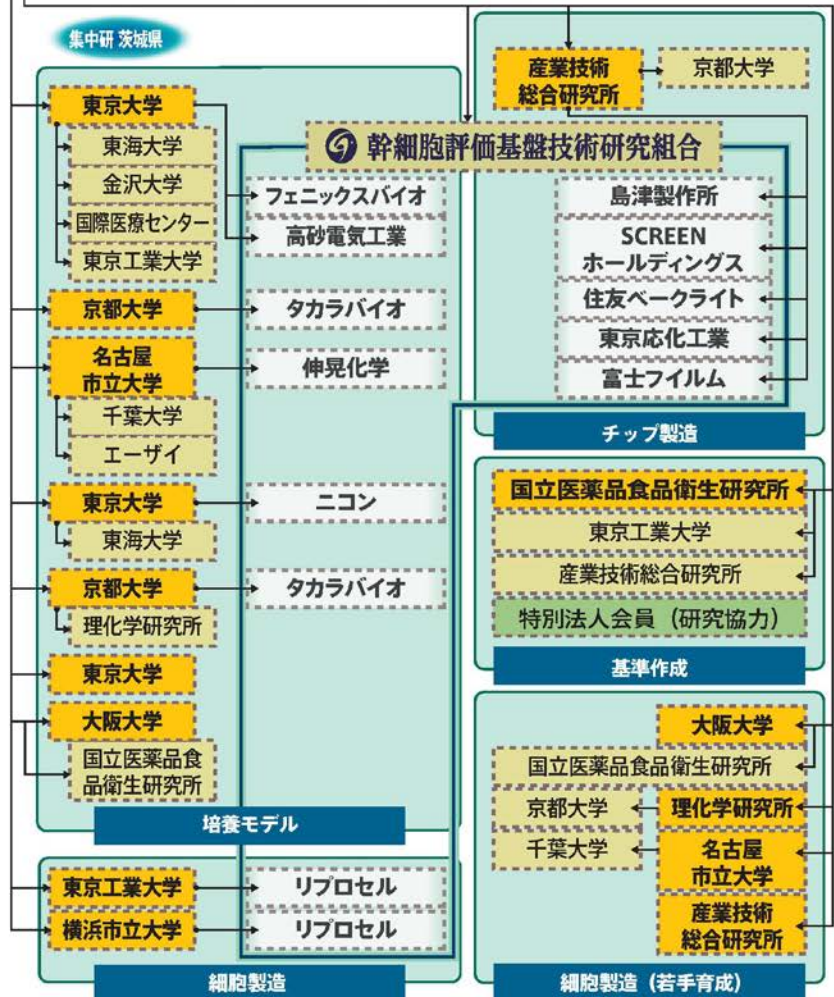 集中研 茨城県
東京大学
東海大学
金沢大学
国際医療センター
東京工業大学
京都大学
名古屋
市立大学
千葉大学
エーザイ
東京大学
東海大学
京都大学
理化学研究所
東京大学
大阪大学
国立医薬品食
品衛生研究所
幹細胞評価基盤技術研究組合
フェニックスバイオ
高砂電気工業
タカラバイオ
伸晃化学
ニコン
タカラバイオ
培養モデル
東京工業大学
リプロセル
横浜市立大学
リプロセル
細胞製造
産業技術
総合研究所
京都大学
島津製作所
SCREEN
ホールディングス
住友ベークライト
東京応化工業
富士フイルム
チップ製造
国立医薬品食品衛生研究所
東京工業大学
産業技術総合研究所
特別法人会員（研究協力）
基準作成
大阪大学
国立医薬品食品衛生研究所
京都大学
理化学研究所
千葉大学
名古屋
市立大学
産業技術
総合研究所
細胞製造（若手育成）